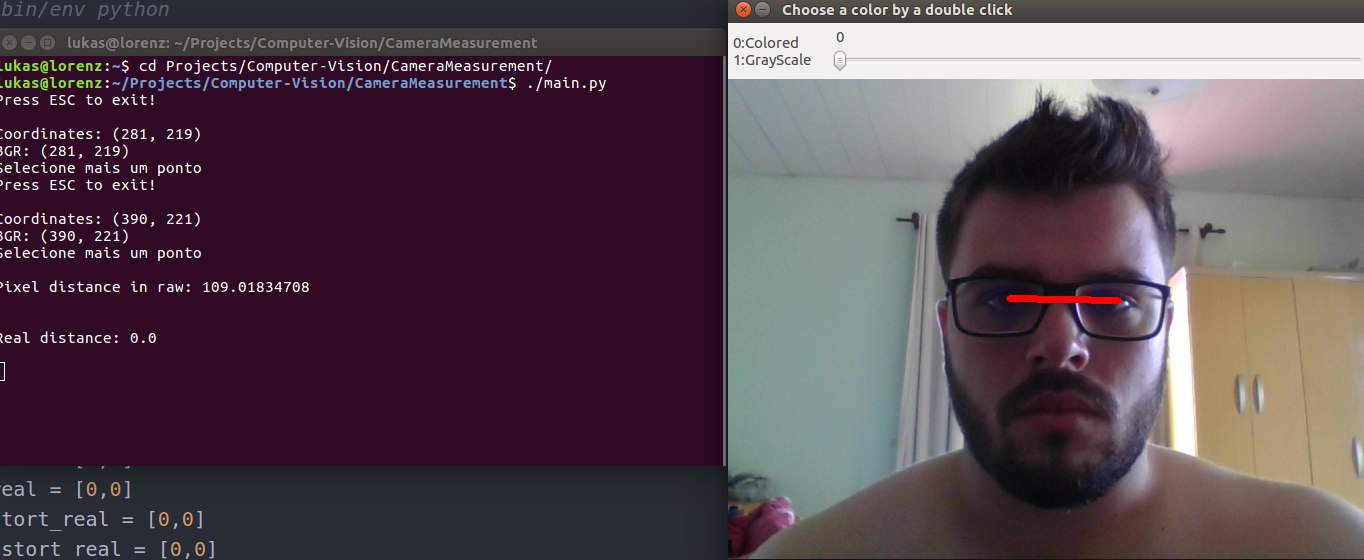 bin/env python
lukas@lorenz: ~/Projects/Computer-Vision/CameraMeasurement
lukas@lorenz:~$ cd Projects/Computer-Vision/CameraMeasurement/
lukas@lorenz:~/Projects/Computer-Vision/CameraMeasurement$ ./main.py
Press ESC to exit!
Coordinates: (281, 219)
BGR: (281, 219)
Selecione mais um ponto
Press ESC to exit!
Coordinates: (390, 221)
BGR: (390, 221)
Selecione mais um ponto
Pixel distance in raw: 109.01834708
Real distance: 0.0
real = [0,0]
tort_real = [0,0]
stort_real = [0,0]
Choose a color by a double click
0:Colored
1:GrayScale
0